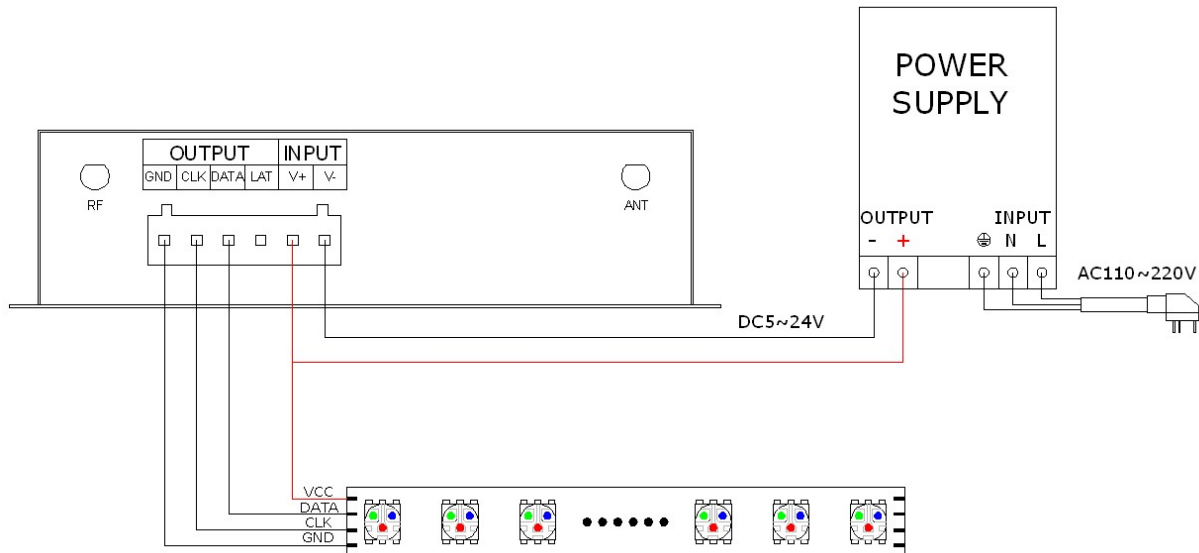 POWER
SUPPLY
OUTPUT INPUT
GND CLK DATA LAT V+ V-
RF
ANT
OUTPUT INPUT
- + N L
AC110~220V
DC5~24V
VCC
DATA
CLK
GND